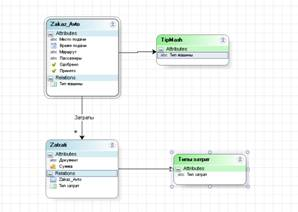 Zakaz_Avto
Attributes
Место подачи
Время подачи
Маршрут
Пассажиры
Одобрено
Принято
Relations
Тип машины
TipMash
Attributes
Тип машины
Затраты
*
Zatrati
Attributes
Документ
Сумма
Relations
Zakaz_Avto
Тип затрат
Типы затрат
Attributes
Тип затрат